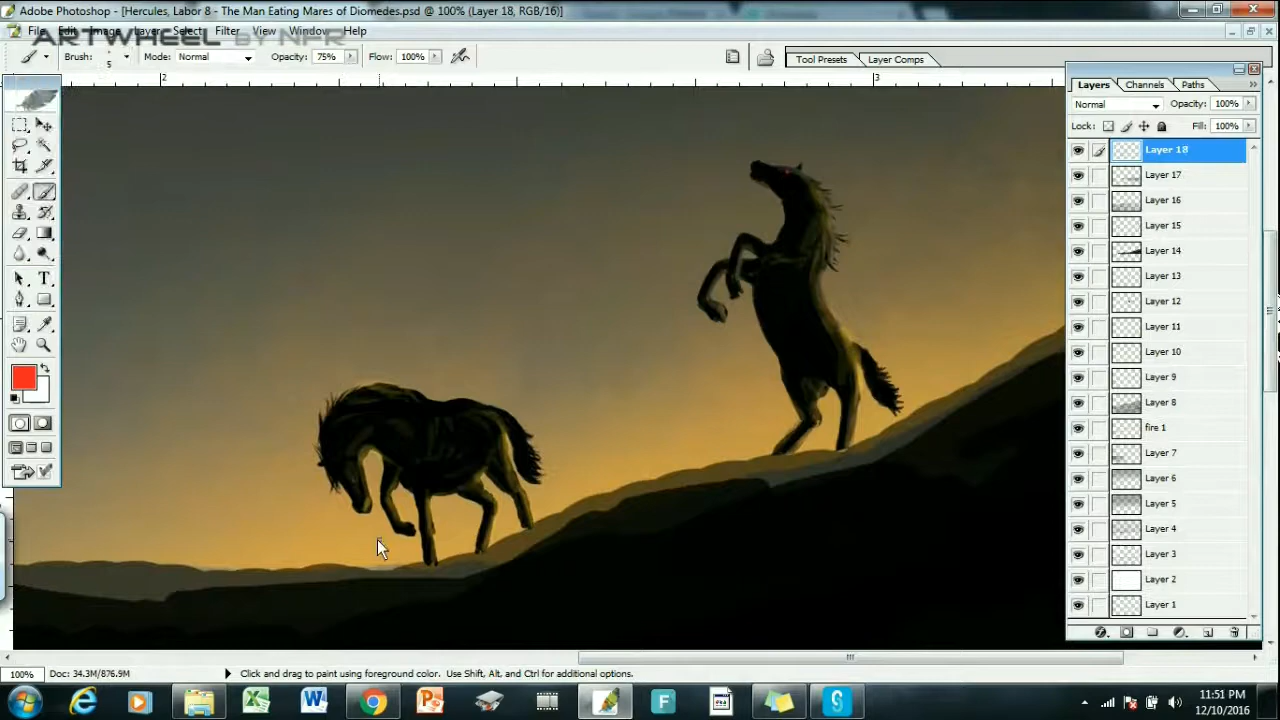 Adobe Photoshop - [Hercules, Labor 8 - The Man Eating Mares of Diomedes.psd @ 100% (Layer 18, RGB/16)]
File Edit Image Layer Select Filter View Window Help
ARTWHEEL BY NFR
Brush: 5 Mode: Normal Opacity: 75% Flow: 100% Tool Presets Layer Comps
2 3
Layers Channels Paths
Normal Opacity: 100%
Lock: Fill: 100%
Layer 18
Layer 17
Layer 16
Layer 15
Layer 14
Layer 13
Layer 12
Layer 11
Layer 10
Layer 9
Layer 8
fire 1
Layer 7
Layer 6
Layer 5
Layer 4
Layer 3
Layer 2
Layer 1
100% Doc: 34.3M/876.9M Click and drag to paint using foreground color. Use Shift, Alt, and Ctrl for additional options.
11:51 PM
12/10/2016